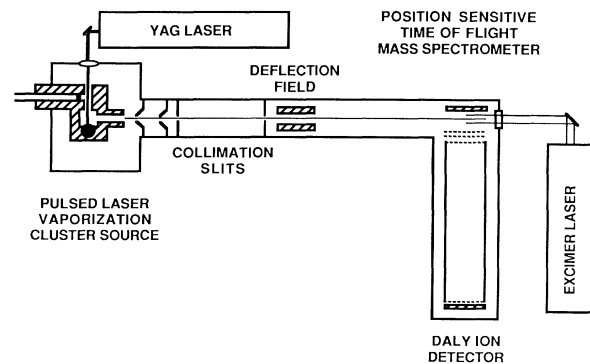 YAG LASER
POSITION SENSITIVE
TIME OF FLIGHT
MASS SPECTROMETER
DEFLECTION
FIELD
COLLIMATION
SLITS
PULSED LASER
VAPORIZATION
CLUSTER SOURCE
EXCIMER LASER
DALY ION
DETECTOR